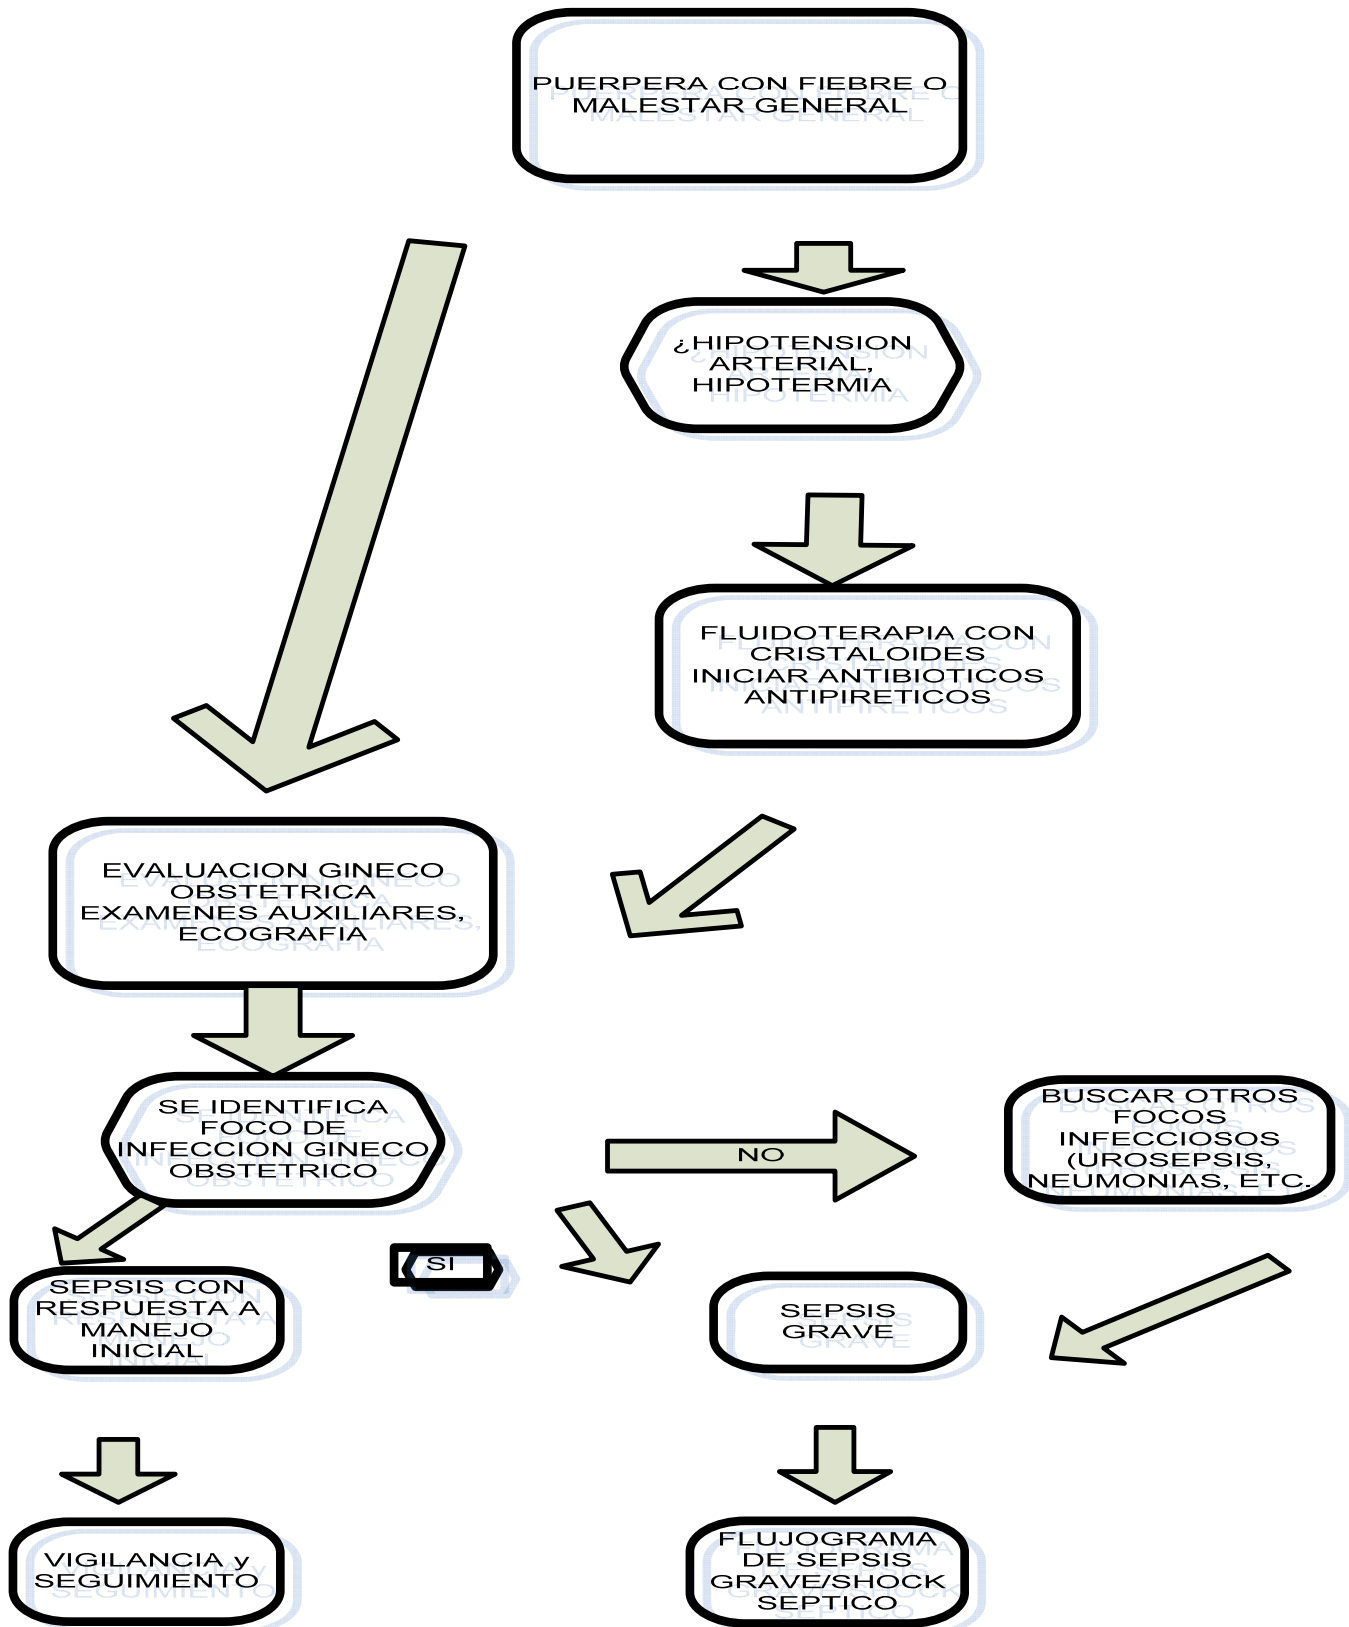 PUERPERA CON FIEBRE O
MALESTAR GENERAL
¿HIPOTENSION
ARTERIAL,
HIPOTERMIA
FLUIDOTERAPIA CON
CRISTALOIDES
INICIAR ANTIBIOTICOS
ANTIPIRETICOS
EVALUACION GINECO
OBSTETRICA
EXAMENES AUXILIARES,
ECOGRAFIA
SE IDENTIFICA
FOCO DE
INFECCION GINECO
OBSTETRICO
NO
BUSCAR OTROS
FOCOS
INFECCIOSOS
(UROSEPSIS,
NEUMONIAS, ETC.
SI
SEPSIS CON
RESPUESTA A
MANEJO
INICIAL
SEPSIS
GRAVE
VIGILANCIA y
SEGUIMIENTO
FLUJOGRAMA
DE SEPSIS
GRAVE/SHOCK
SEPTICO